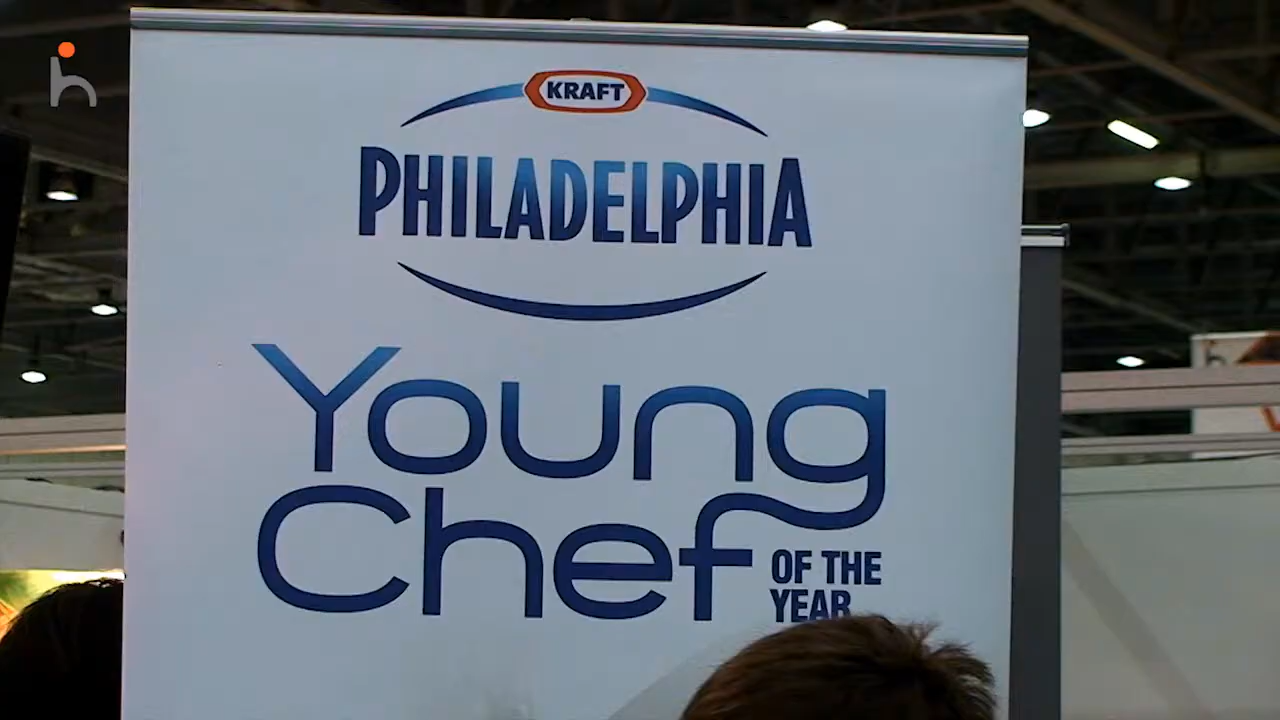 KRAFT
PHILADELPHIA
Young
Chef
OF THE
YEAR
h